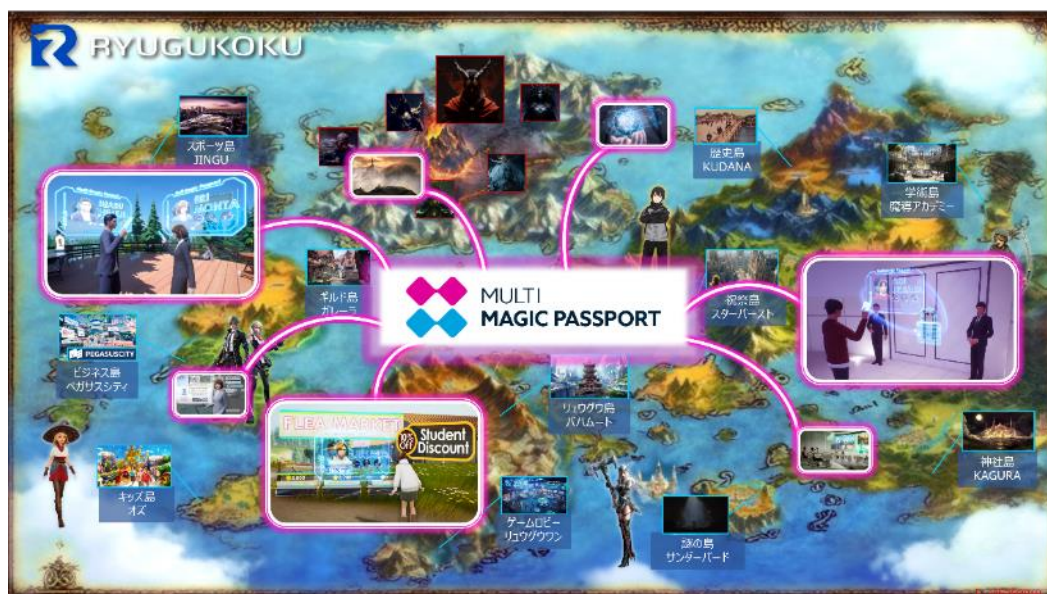 RYUGUKOKU
スポーツ島
JINGU
歴史島
KUDANA
学術島
魔導アカデミー
ギルド島
ガレーラ
MULTI
MAGIC PASSPORT
祝祭島
スターバースト
PEGASUSCITY
ビジネス島
ペガサスシティ
リュウグウ島
バハムート
FLEA MARKET
10%
Off
Student
Discount
キッズ島
オズ
ゲームロビー
リュウグウワン
謎の島
サンダーバード
神社島
KAGURA